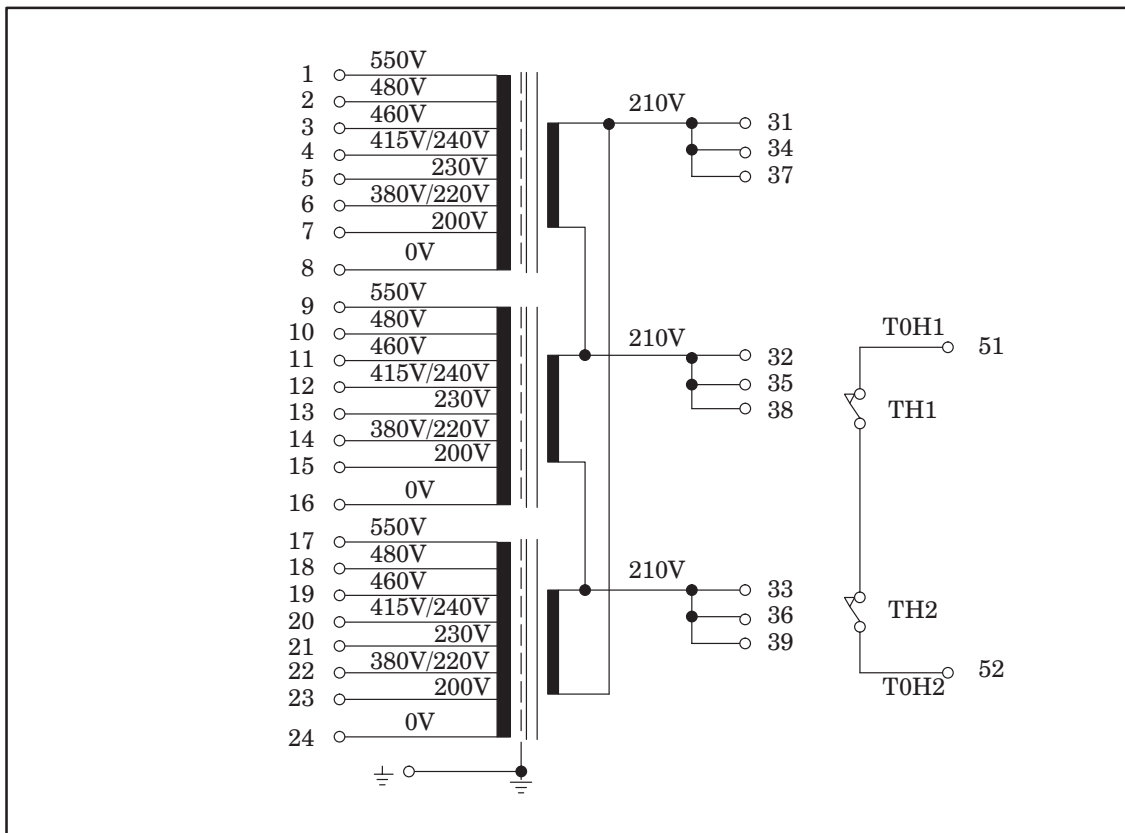 1 550V
2 480V
3 460V
4 415V/240V
5 230V
6 380V/220V
7 200V
8 0V
210V 31
34
37
9 550V
10 480V
11 460V
12 415V/240V
13 230V
14 380V/220V
15 200V
16 0V
210V 32
35
38
17 550V
18 480V
19 460V
20 415V/240V
21 230V
22 380V/220V
23 200V
24 0V
210V 33
36
39
T0H1 51
TH1
TH2
T0H2 52